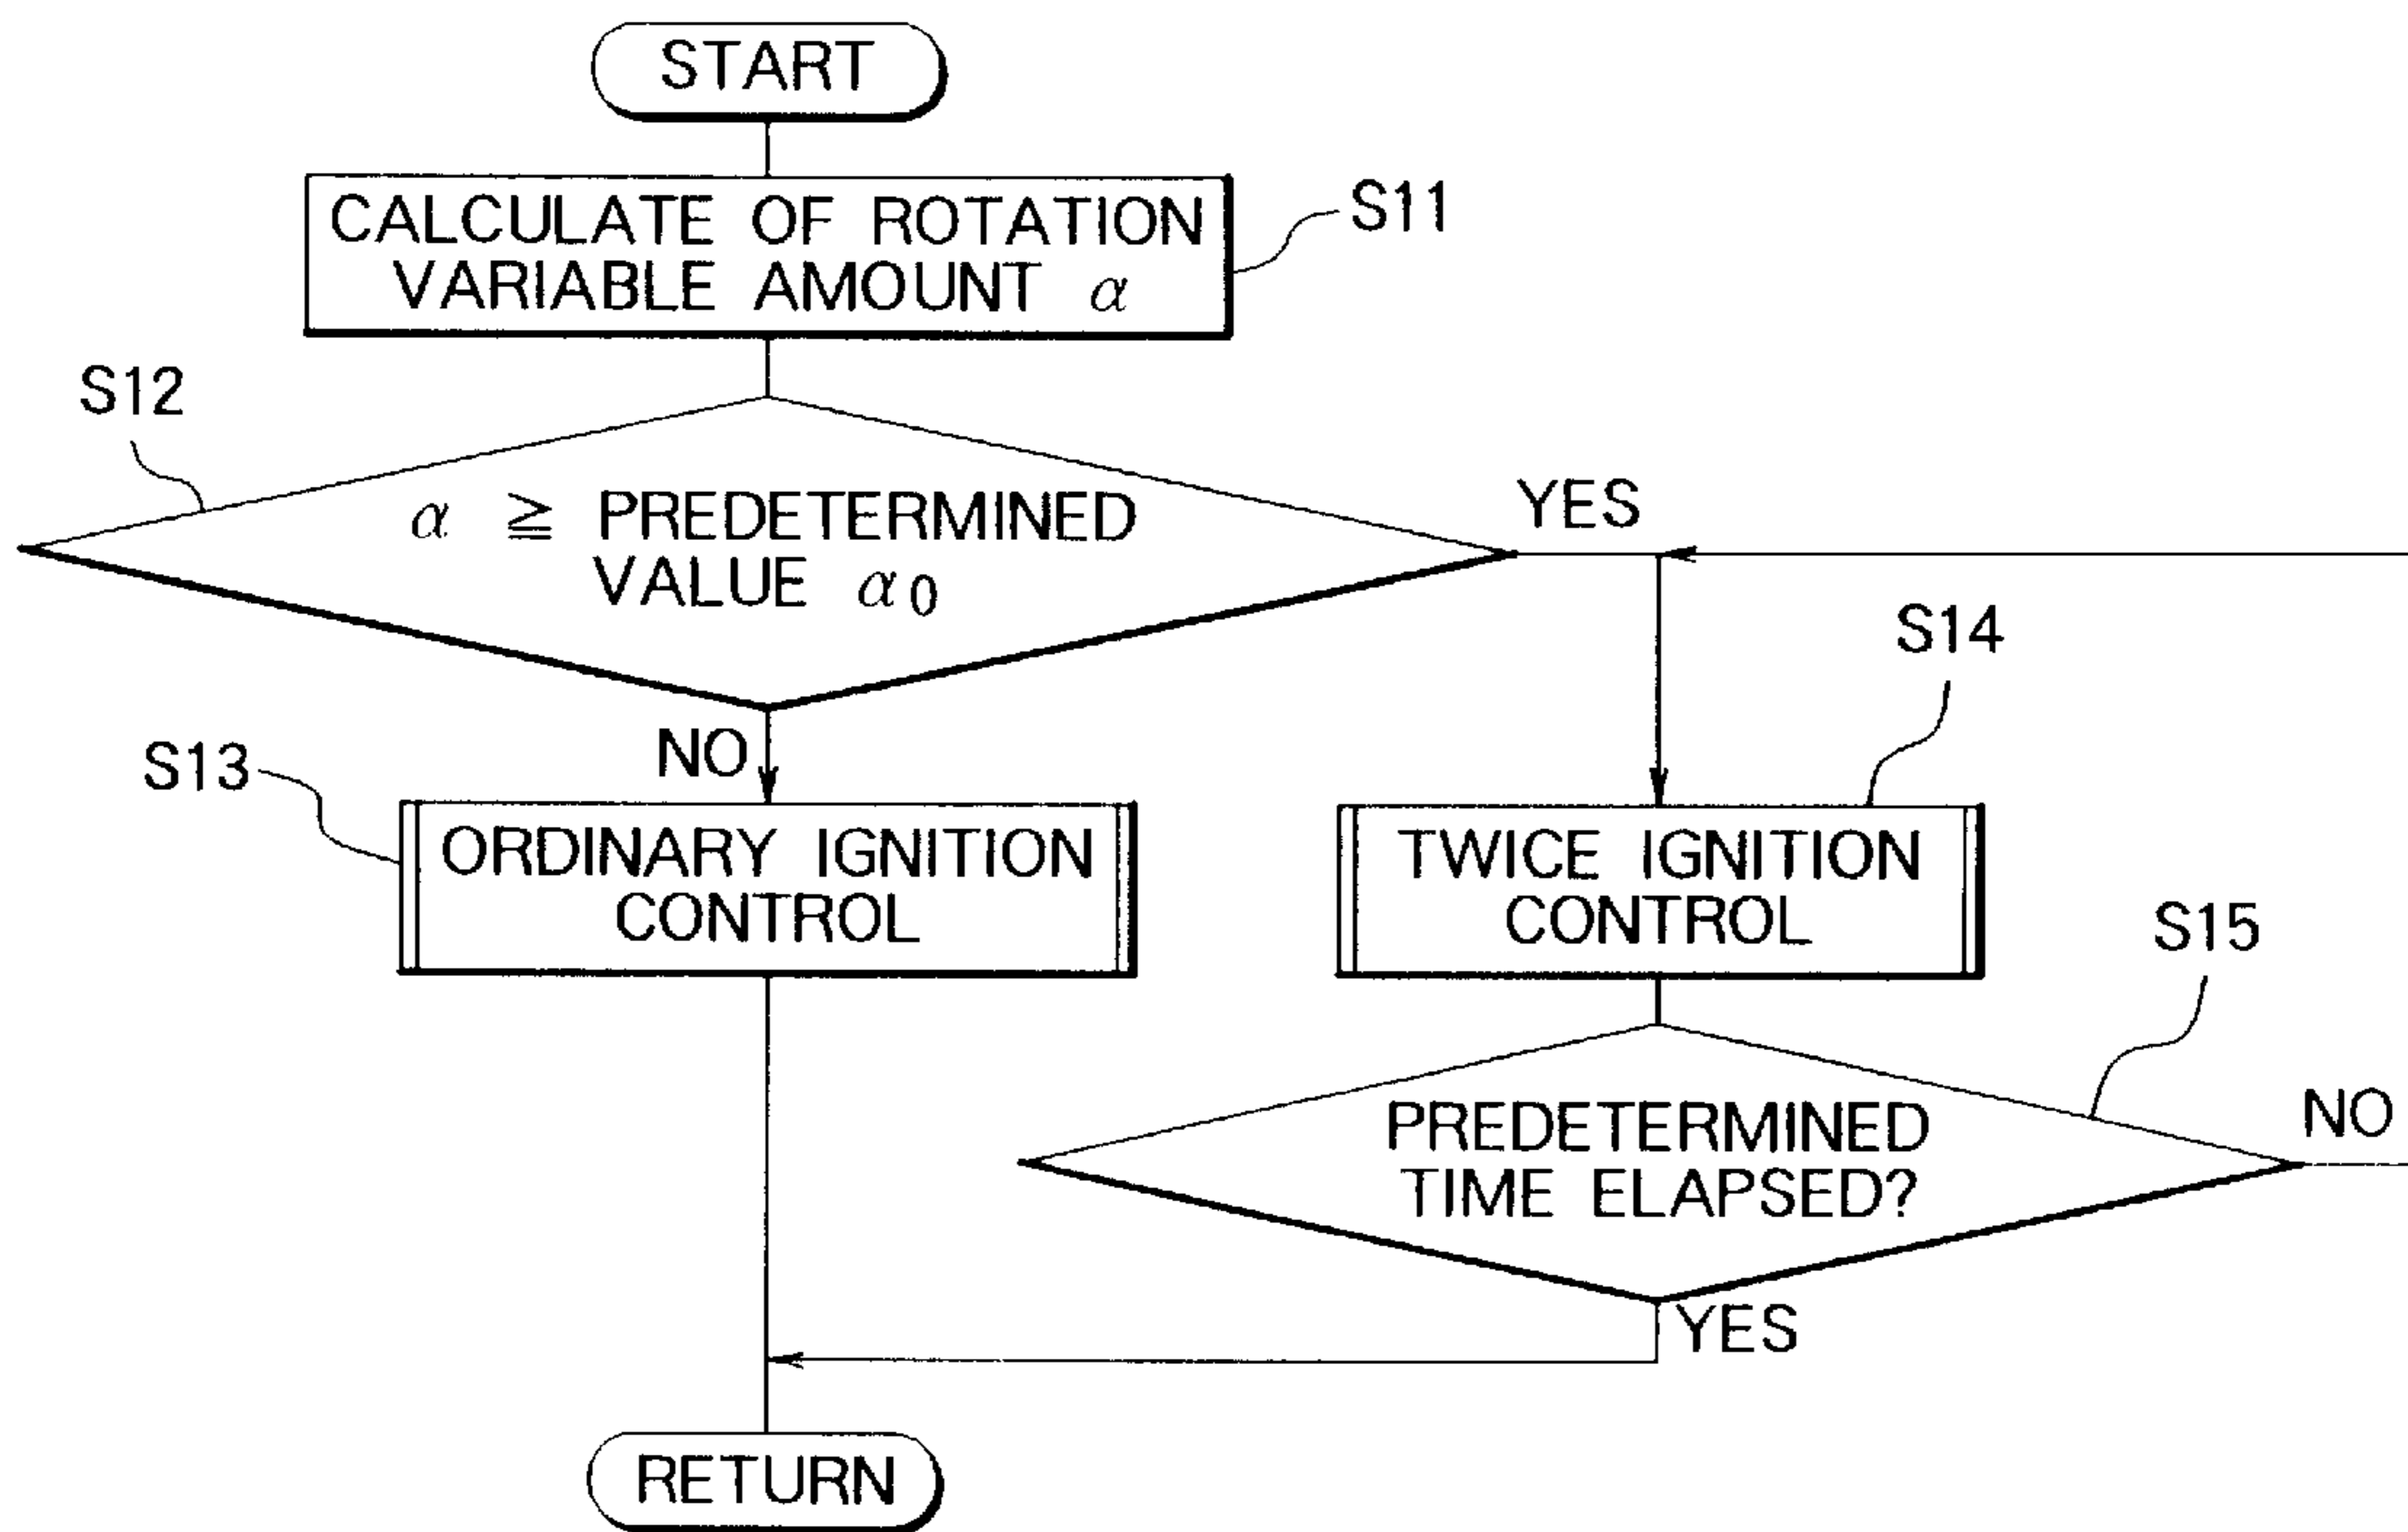 START
CALCULATE OF ROTATION
VARIABLE AMOUNT α
S11
S12
α ≧ PREDETERMINED
VALUE α0
YES
NO
S13
ORDINARY IGNITION
CONTROL
S14
TWICE IGNITION
CONTROL
S15
PREDETERMINED
TIME ELAPSED?
NO
YES
RETURN